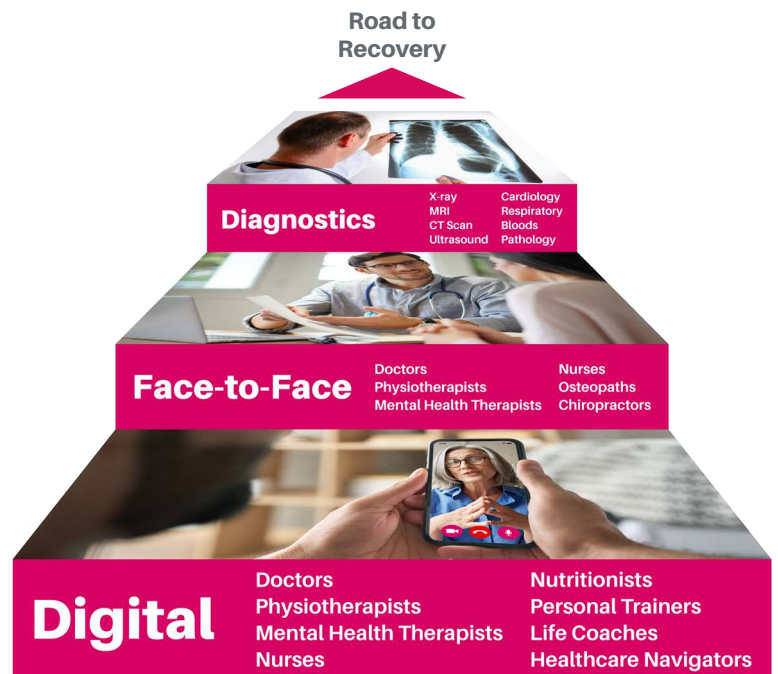 Road to
Recovery
Diagnostics
X-ray
MRI
CT Scan
Ultrasound
Cardiology
Respiratory
Bloods
Pathology
Face-to-Face
Doctors
Physiotherapists
Mental Health Therapists
Nurses
Osteopaths
Chiropractors
Digital
Doctors
Physiotherapists
Mental Health Therapists
Nurses
Nutritionists
Personal Trainers
Life Coaches
Healthcare Navigators